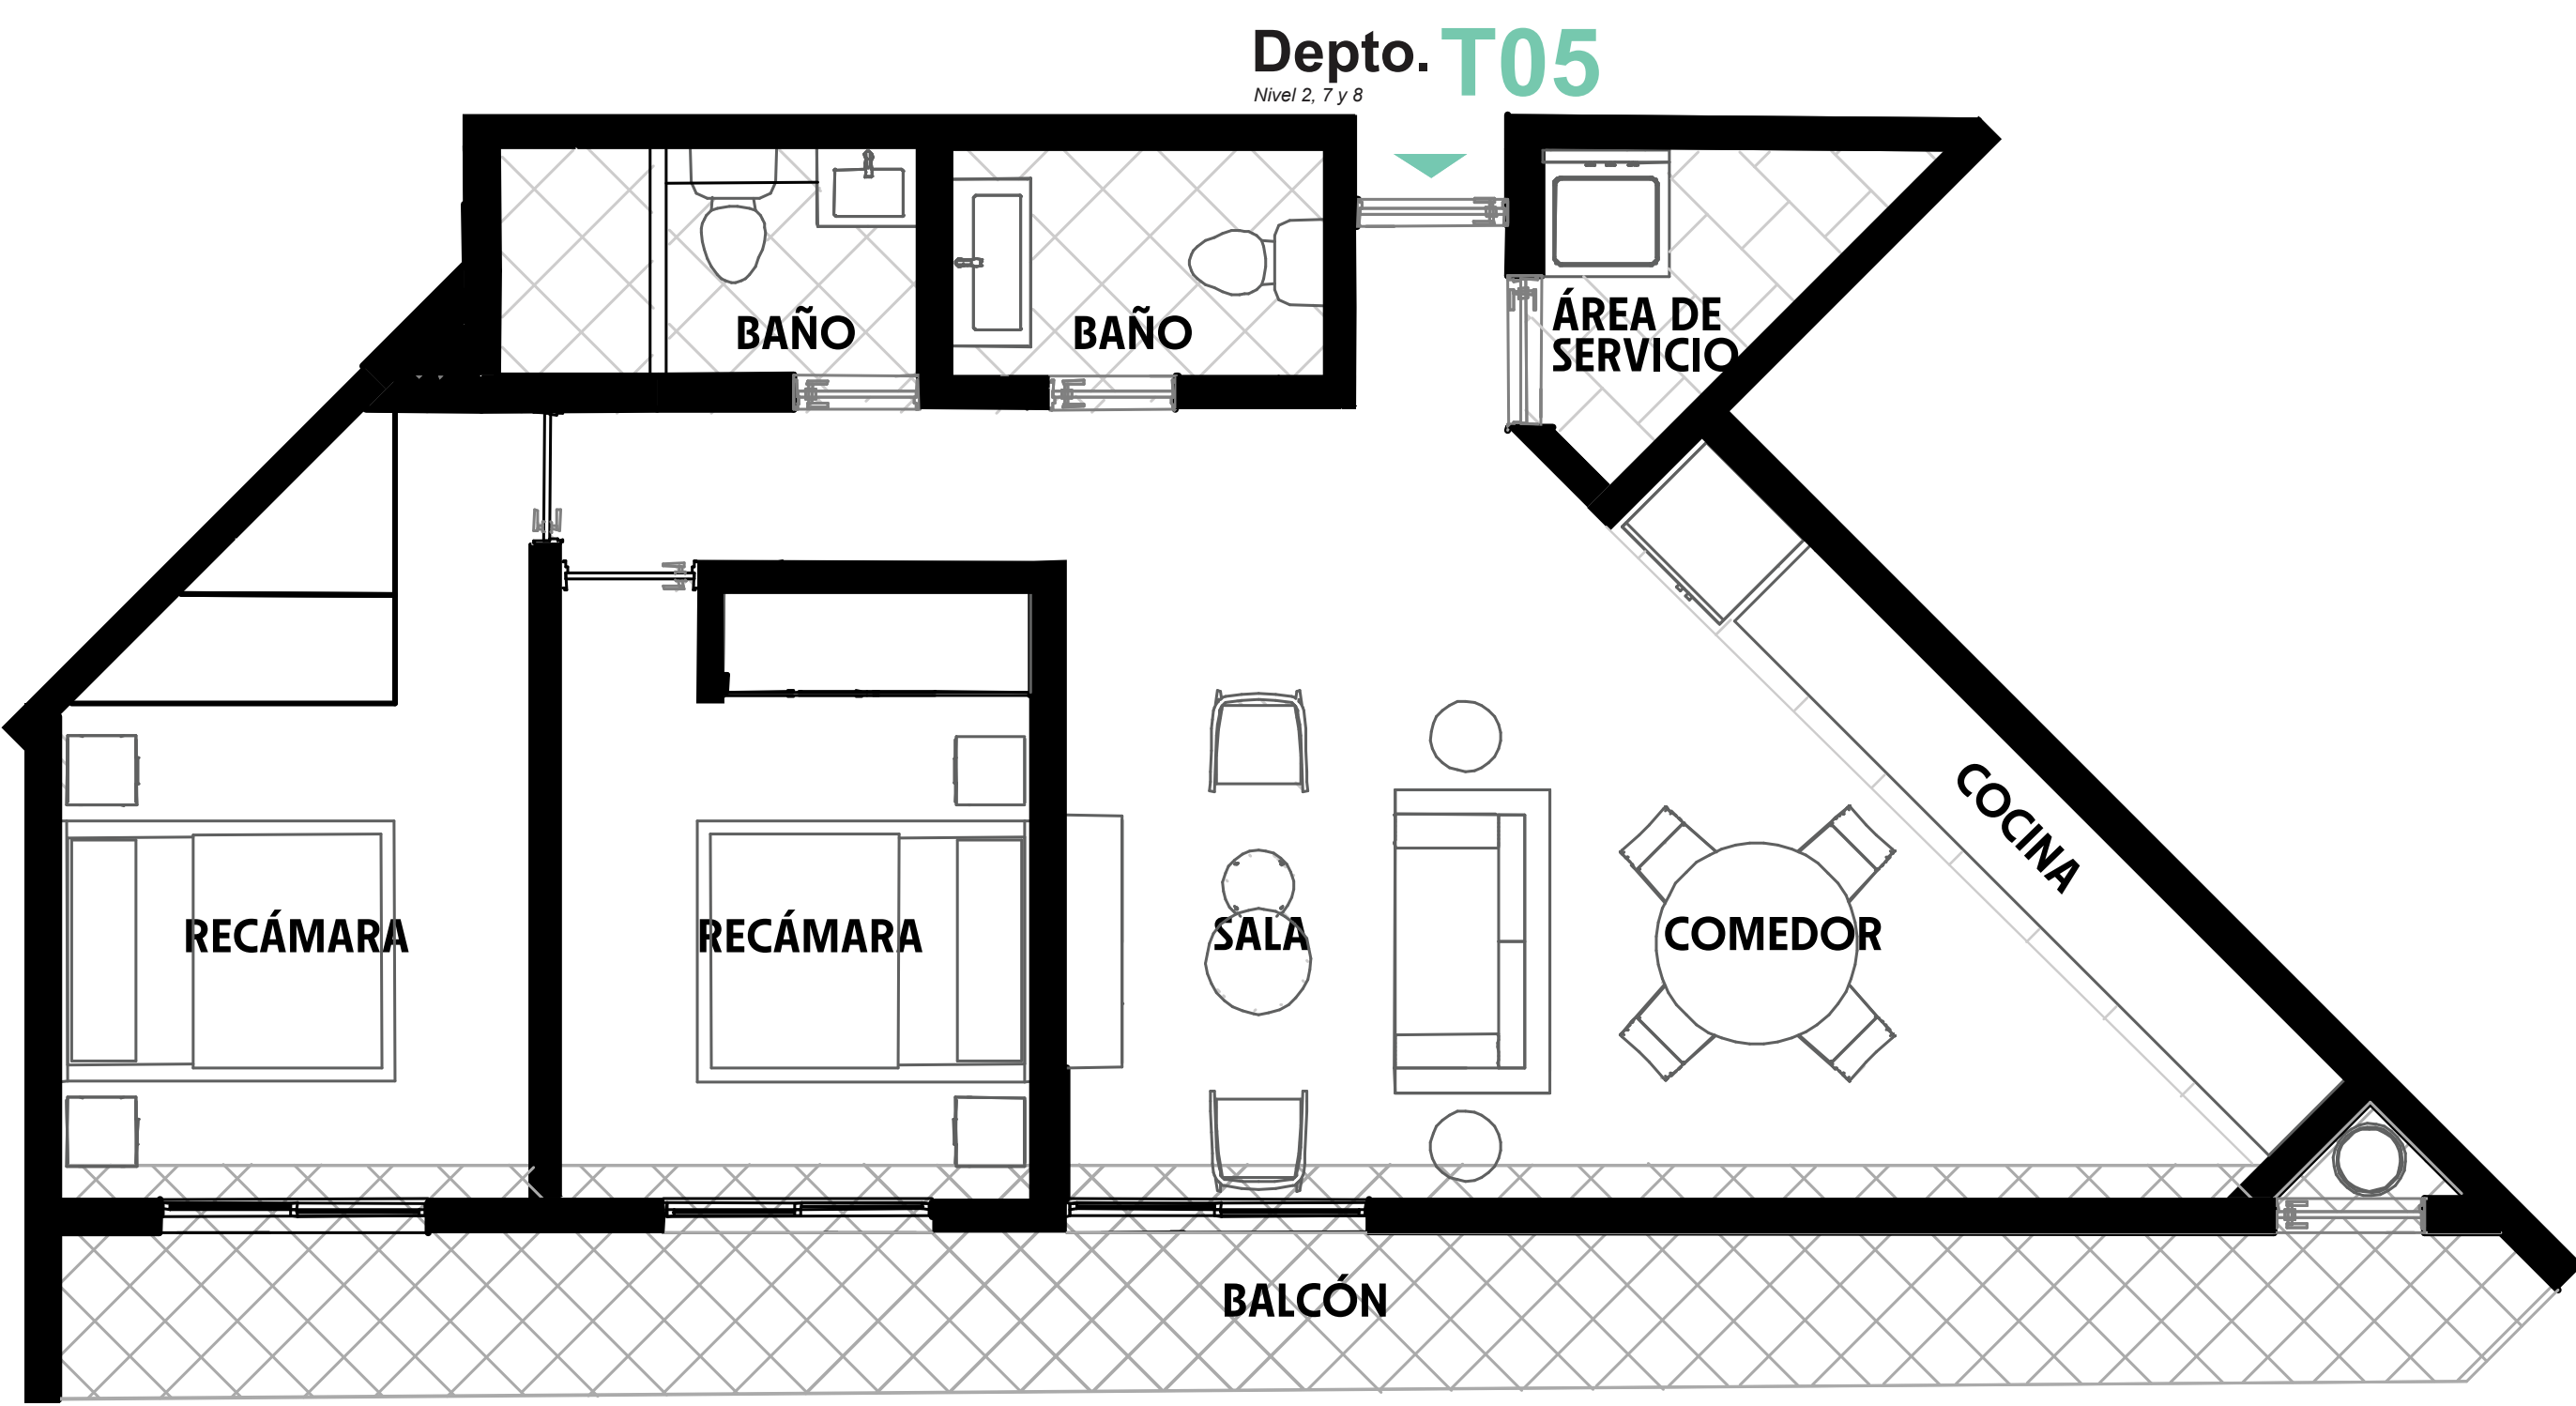 Depto. T05
Nivel 2, 7 y 8
BAÑO
BAÑO
ÁREA DE
SERVICIO
COCINA
RECÁMARA
RECÁMARA
SALA
COMEDOR
BALCÓN